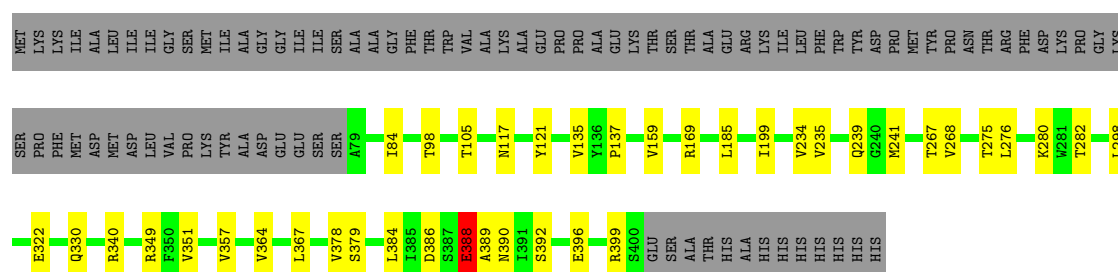 MET LYS LYS ILE ILE ALA LEU ILE ILE GLY SER MET ILE ALA GLY GLY ILE ILE SER ALA ALA GLY PHE THR TRP VAL ALA LYS ALA GLU PRO PRO ALA GLU LYS THR SER THR ALA GLU ARG LYS ILE LEU PHE TRP TYR ASP PRO MET TYR PRO ASN THR ARG PHE ASP LYS PRO GLY LYS
SER PRO PHE MET ASP MET ASP LEU VAL PRO LYS TYR ALA ASP GLU GLU SER SER A79 I84 T98 T105 N117 Y121 V135 Y136 P137 V159 R169 L185 I199 V234 V235 Q239 G240 M241 T267 V268 T275 L276 K280 W281 T282
E322 Q330 R340 R349 F350 V351 V357 V364 L367 V378 S379 L384 I385 D386 S387 E388 A389 N390 I391 S392 E396 R399 S400 GLU SER ALA THR HIS ALA HIS HIS HIS HIS HIS HIS